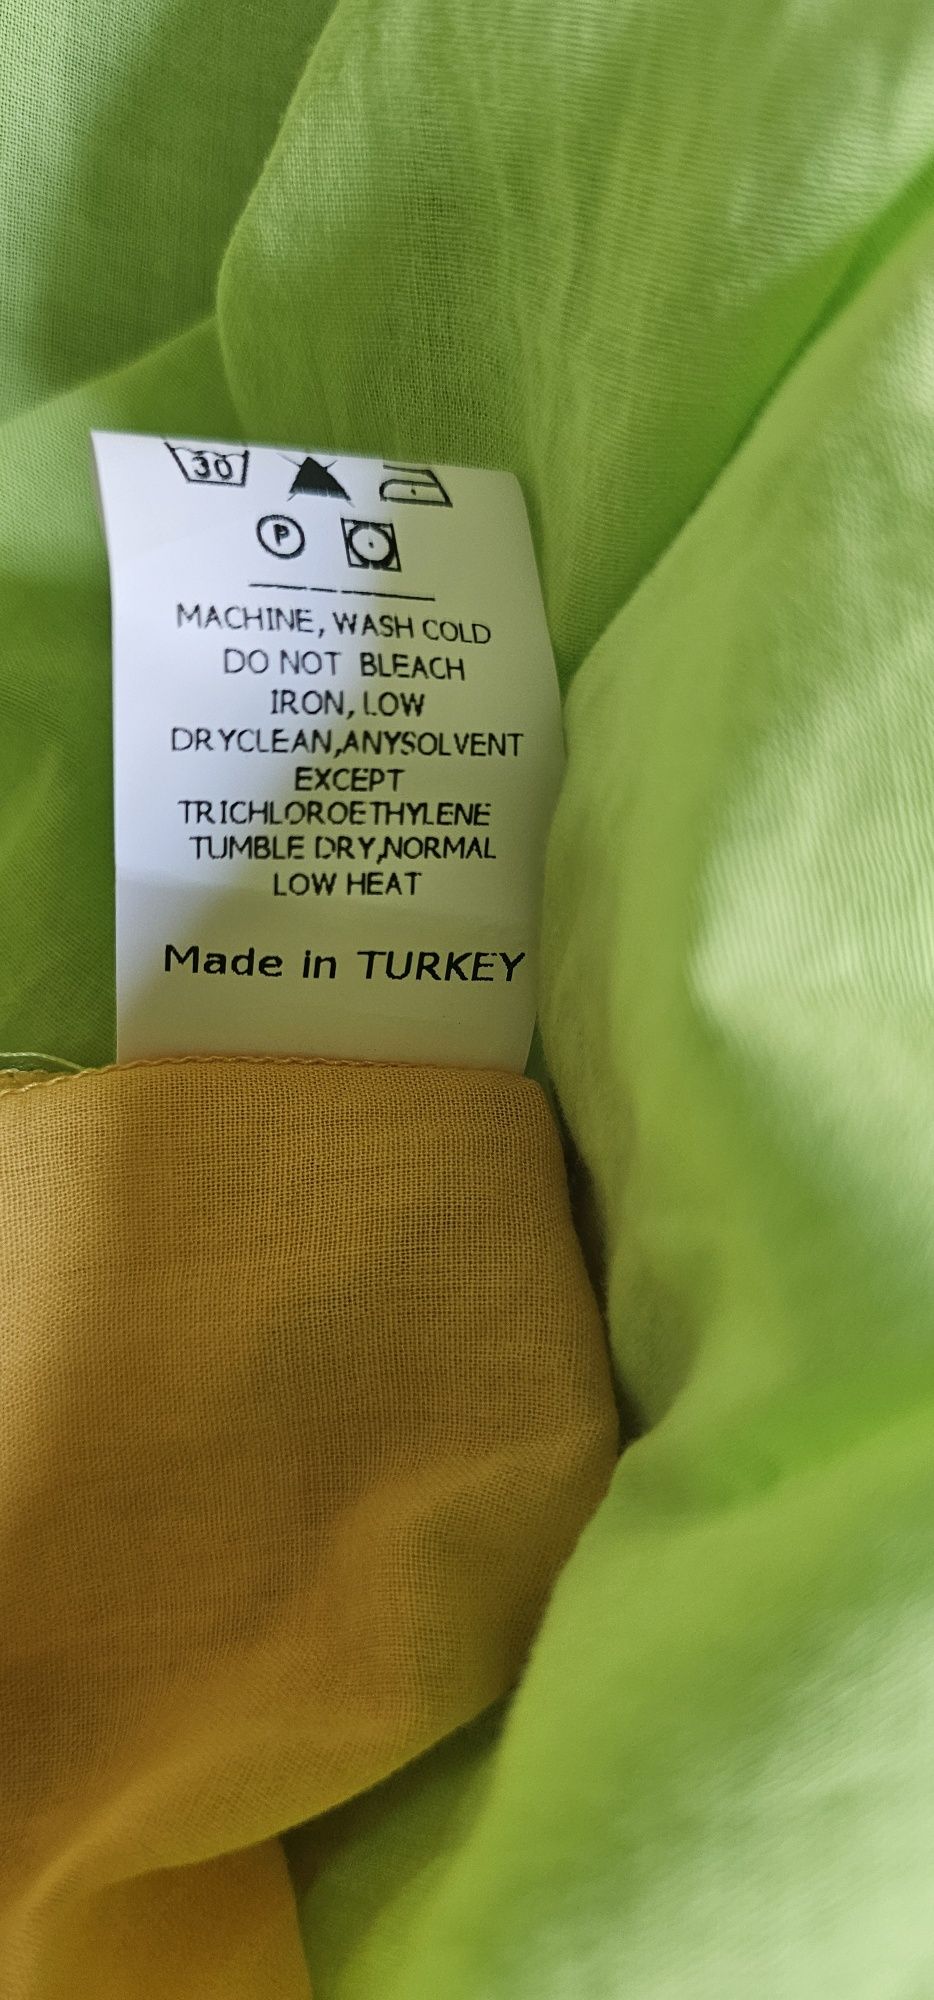 30
P
MACHINE, WASH COLD
DO NOT BLEACH
IRON, LOW
DRYCLEAN,ANYSOLVENT
EXCEPT
TRICHLOROETHYLENE
TUMBLE DRY,NORMAL
LOW HEAT
Made in TURKEY